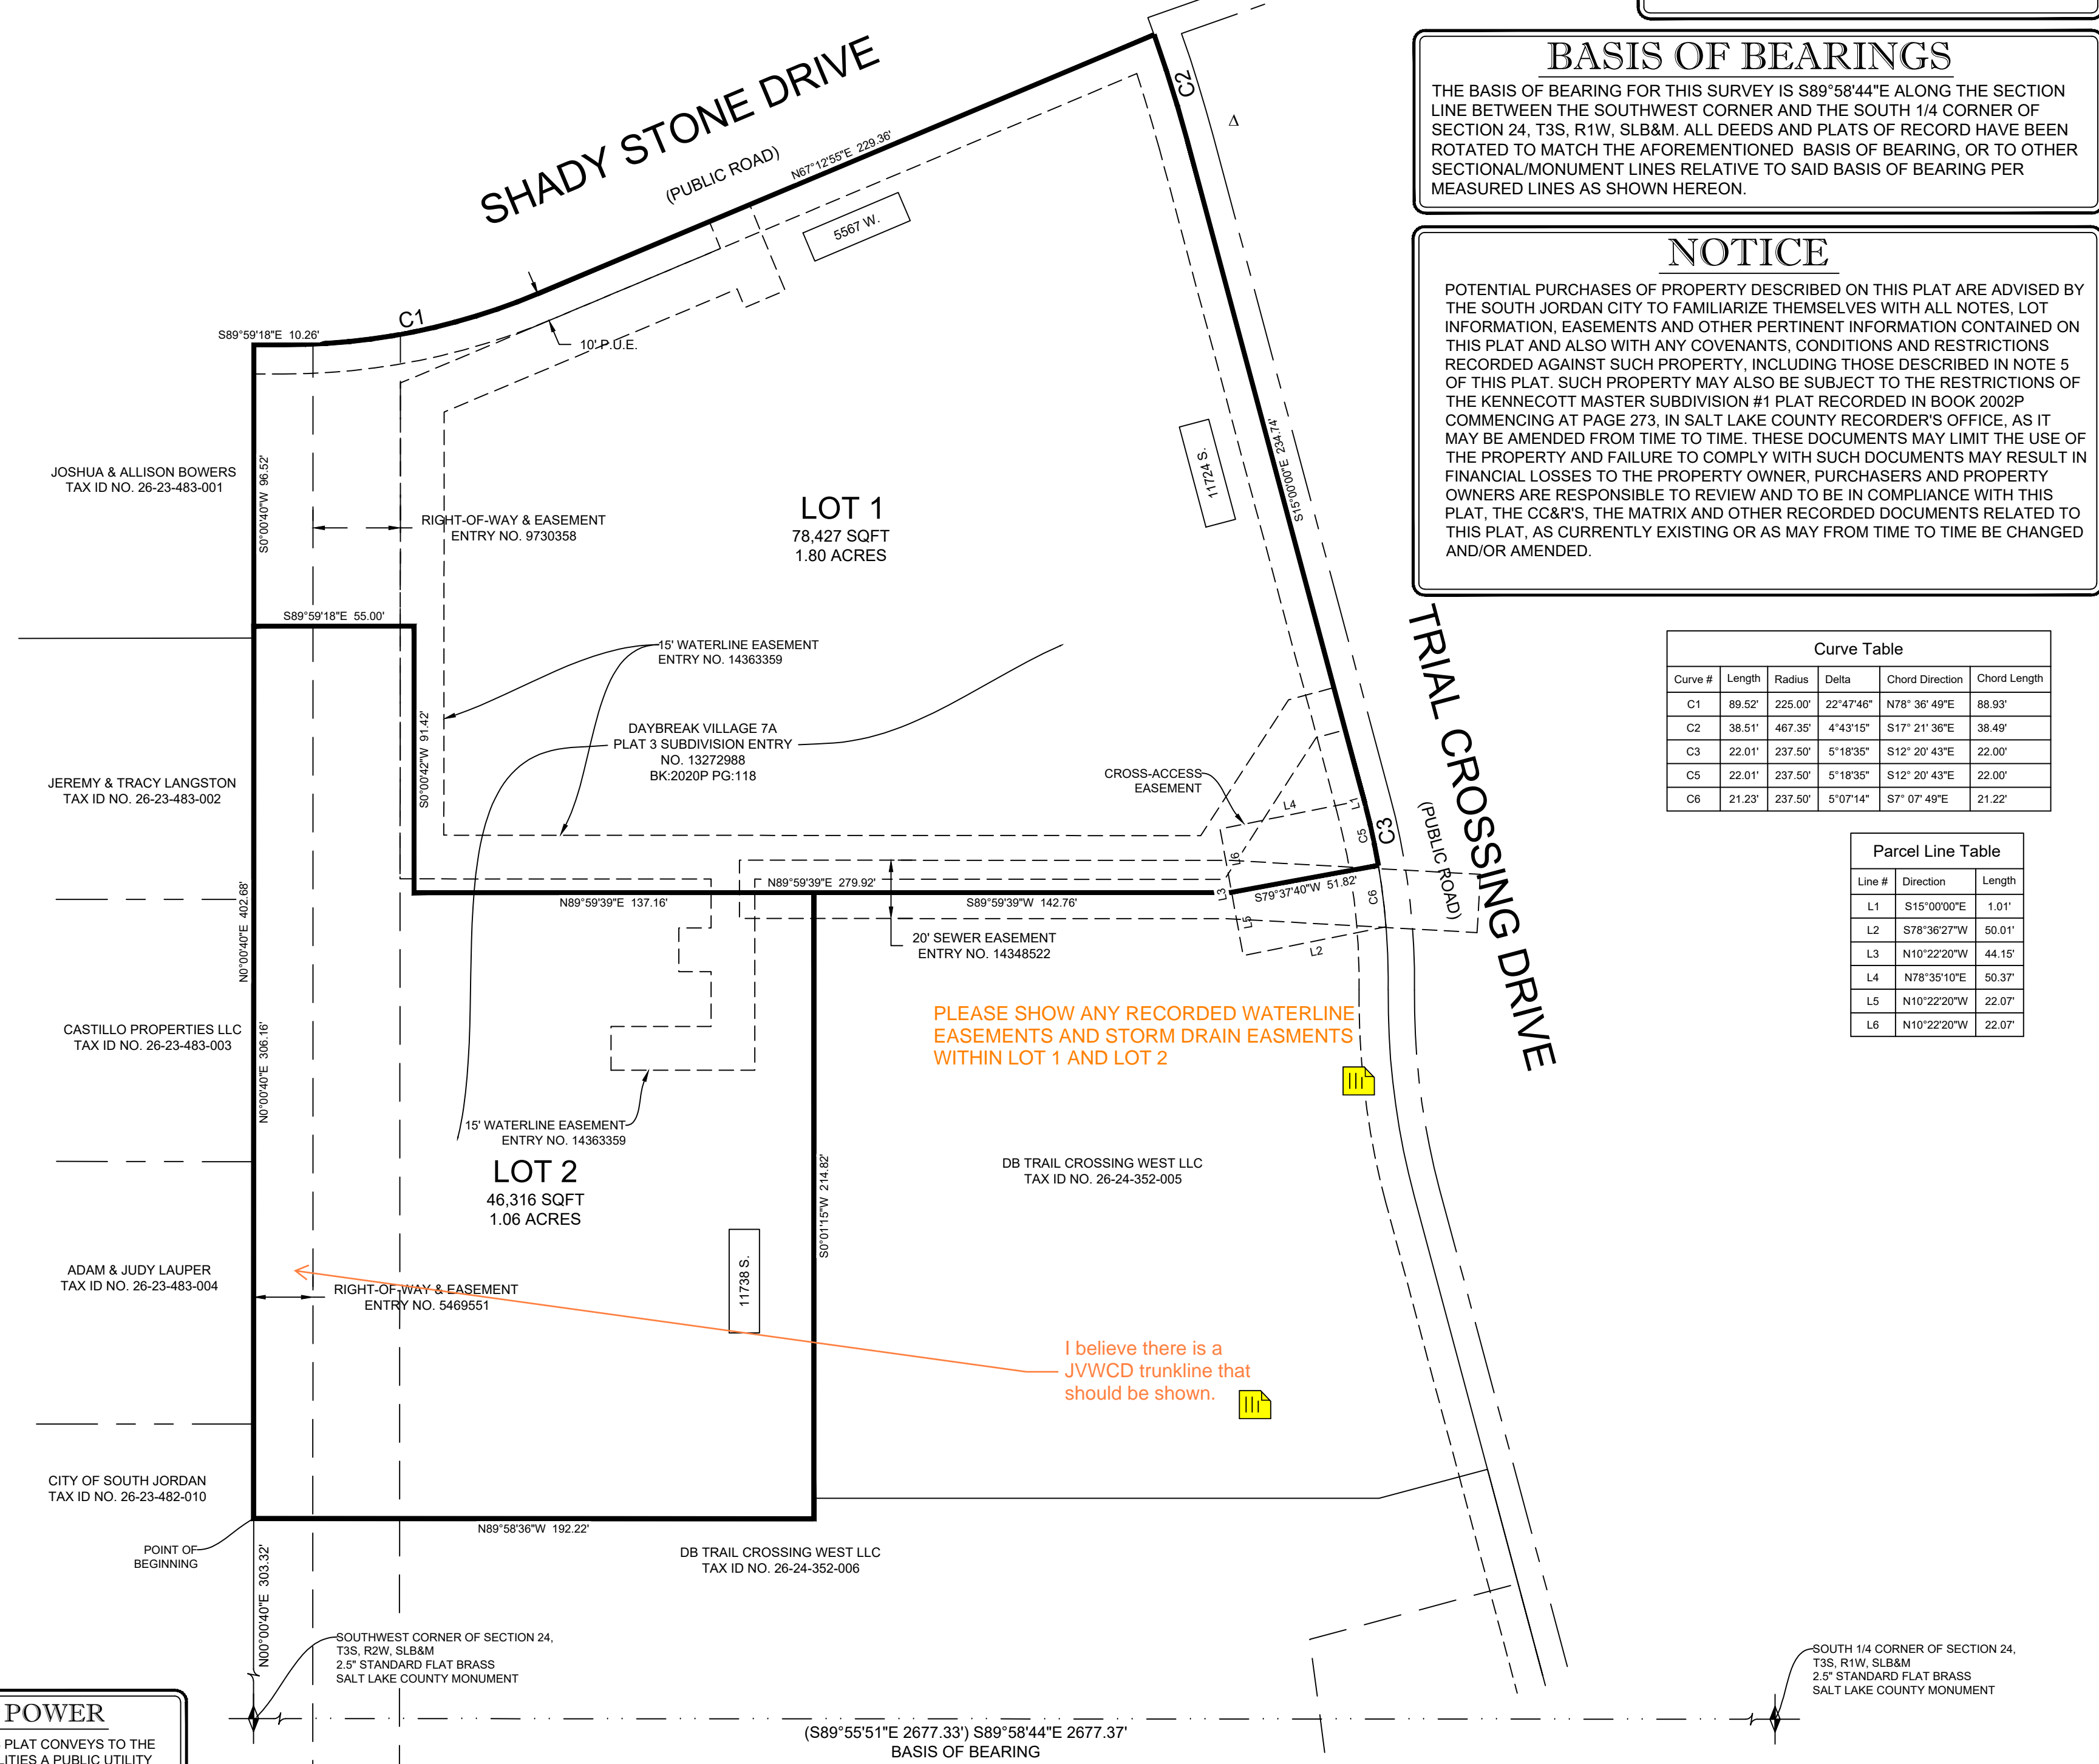 BASIS OF BEARINGS
THE BASIS OF BEARING FOR THIS SURVEY IS S89°58'44"E ALONG THE SECTION
LINE BETWEEN THE SOUTHWEST CORNER AND THE SOUTH 1/4 CORNER OF
SECTION 24, T3S, R1W, SLB&M. ALL DEEDS AND PLATS OF RECORD HAVE BEEN
ROTATED TO MATCH THE AFOREMENTIONED BASIS OF BEARING, OR TO OTHER
SECTIONAL/MONUMENT LINES RELATIVE TO SAID BASIS OF BEARING PER
MEASURED LINES AS SHOWN HEREON.
NOTICE
POTENTIAL PURCHASES OF PROPERTY DESCRIBED ON THIS PLAT ARE ADVISED BY
THE SOUTH JORDAN CITY TO FAMILIARIZE THEMSELVES WITH ALL NOTES, LOT
INFORMATION, EASEMENTS AND OTHER PERTINENT INFORMATION CONTAINED ON
THIS PLAT AND ALSO WITH ANY COVENANTS, CONDITIONS AND RESTRICTIONS
RECORDED AGAINST SUCH PROPERTY, INCLUDING THOSE DESCRIBED IN NOTE 5
OF THIS PLAT. SUCH PROPERTY MAY ALSO BE SUBJECT TO THE RESTRICTIONS OF
THE KENNECOTT MASTER SUBDIVISION #1 PLAT RECORDED IN BOOK 2002P
COMMENCING AT PAGE 273, IN SALT LAKE COUNTY RECORDER'S OFFICE, AS IT
MAY BE AMENDED FROM TIME TO TIME. THESE DOCUMENTS MAY LIMIT THE USE OF
THE PROPERTY AND FAILURE TO COMPLY WITH SUCH DOCUMENTS MAY RESULT IN
FINANCIAL LOSSES TO THE PROPERTY OWNER, PURCHASERS AND PROPERTY
OWNERS ARE RESPONSIBLE TO REVIEW AND TO BE IN COMPLIANCE WITH THIS
PLAT, THE CC&R'S, THE MATRIX AND OTHER RECORDED DOCUMENTS RELATED TO
THIS PLAT, AS CURRENTLY EXISTING OR AS MAY FROM TIME TO TIME BE CHANGED
AND/OR AMENDED.
Curve Table
Curve # Length Radius Delta Chord Direction Chord Length
C1 89.52' 225.00' 22°47'46" N78° 36' 49"E 88.93'
C2 38.51' 467.35' 4°43'15" S17° 21' 36"E 38.49'
C3 22.01' 237.50' 5°18'35" S12° 20' 43"E 22.00'
C5 22.01' 237.50' 5°18'35" S12° 20' 43"E 22.00'
C6 21.23' 237.50' 5°07'14" S7° 07' 49"E 21.22'
Parcel Line Table
Line # Direction Length
L1 S15°00'00"E 1.01'
L2 S78°36'27"W 50.01'
L3 N10°22'20"W 44.15'
L4 N78°35'10"E 50.37'
L5 N10°22'20"W 22.07'
L6 N10°22'20"W 22.07'
SHADY STONE DRIVE
(PUBLIC ROAD)
N67°12'55"E 229.36'
5567 W.
C2
Δ
C1
S89°59'18"E 10.26'
10' P.U.E.
JOSHUA & ALLISON BOWERS
TAX ID NO. 26-23-483-001
S0°00'40"W 96.52'
RIGHT-OF-WAY & EASEMENT
ENTRY NO. 9730358
LOT 1
78,427 SQFT
1.80 ACRES
11724 S.
S15°00'00"E 234.74'
S89°59'18"E 55.00'
15' WATERLINE EASEMENT
ENTRY NO. 14363359
TRIAL CROSSING DRIVE
(PUBLIC ROAD)
S0°00'42"W 91.42'
DAYBREAK VILLAGE 7A
PLAT 3 SUBDIVISION ENTRY
NO. 13272988
BK:2020P PG:118
JEREMY & TRACY LANGSTON
TAX ID NO. 26-23-483-002
CROSS-ACCESS
EASEMENT
L4
L1
C5
C3
L6
N0°00'40"E 402.68'
N89°59'39"E 279.92'
N89°59'39"E 137.16'
S89°59'39"W 142.76'
L3
S79°37'40"W 51.82'
C6
L5
L2
20' SEWER EASEMENT
ENTRY NO. 14348522
CASTILLO PROPERTIES LLC
TAX ID NO. 26-23-483-003
N0°00'40"E 306.16'
PLEASE SHOW ANY RECORDED WATERLINE
EASEMENTS AND STORM DRAIN EASMENTS
WITHIN LOT 1 AND LOT 2
15' WATERLINE EASEMENT
ENTRY NO. 14363359
LOT 2
46,316 SQFT
1.06 ACRES
S0°01'15"W 214.82'
DB TRAIL CROSSING WEST LLC
TAX ID NO. 26-24-352-005
ADAM & JUDY LAUPER
TAX ID NO. 26-23-483-004
RIGHT-OF-WAY & EASEMENT
ENTRY NO. 5469551
11738 S.
I believe there is a
JVWCD trunkline that
should be shown.
CITY OF SOUTH JORDAN
TAX ID NO. 26-23-482-010
N89°58'36"W 192.22'
POINT OF
BEGINNING
DB TRAIL CROSSING WEST LLC
TAX ID NO. 26-24-352-006
N00°00'40"E 303.32'
SOUTHWEST CORNER OF SECTION 24,
T3S, R2W, SLB&M
2.5" STANDARD FLAT BRASS
SALT LAKE COUNTY MONUMENT
SOUTH 1/4 CORNER OF SECTION 24,
T3S, R1W, SLB&M
2.5" STANDARD FLAT BRASS
SALT LAKE COUNTY MONUMENT
(S89°55'51"E 2677.33') S89°58'44"E 2677.37'
BASIS OF BEARING
POWER
PLAT CONVEYS TO THE
A PUBLIC UTILITY